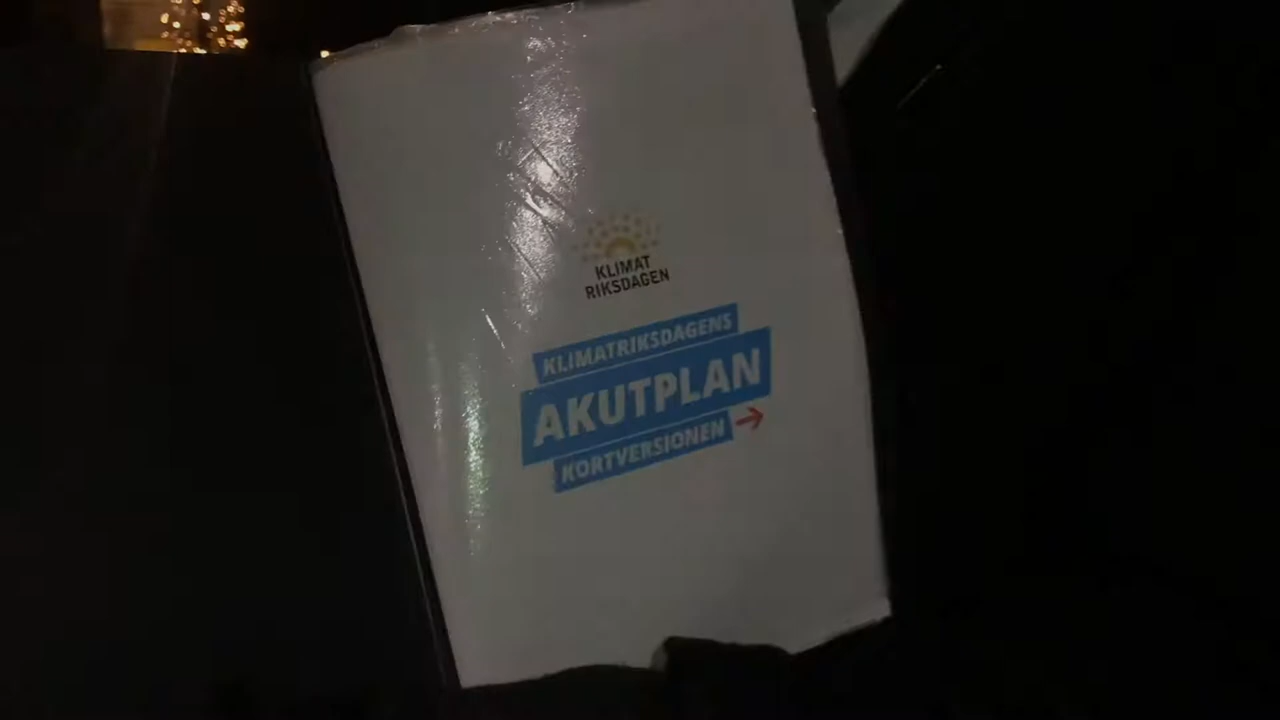 KLIMAT
RIKSDAGEN
KLIMATRIKSDAGENS
AKUTPLAN
KORTVERSIONEN